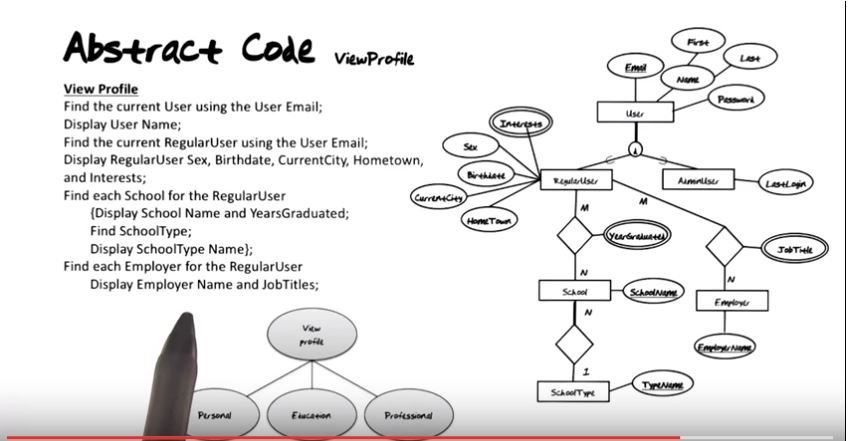 Abstract Code ViewProfile
View Profile
Find the current User using the User Email;
Display User Name;
Find the current RegularUser using the User Email;
Display RegularUser Sex, Birthdate, CurrentCity, Hometown,
and Interests;
Find each School for the RegularUser
{Display School Name and YearsGraduated;
Find SchoolType;
Display SchoolType Name};
Find each Employer for the RegularUser
Display Employer Name and JobTitles;
View
profile
Personal
Education
Professional
First
Last
Email
Name
Password
User
Interests
Sex
Birthdate
CurrentCity
HomeTown
d
RegularUser
AdminUser
LastLogin
M
M
YearGraduated
JobTitle
N
N
School
SchoolName
Employer
N
EmployerName
1
SchoolType
TypeName